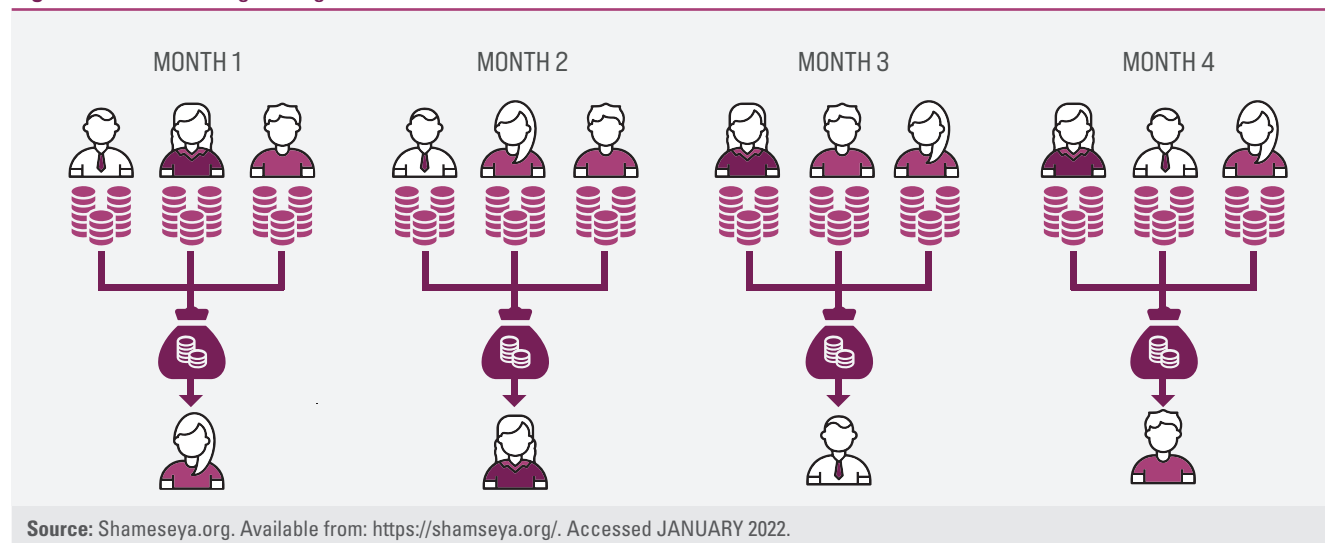 MONTH 1
MONTH 2
MONTH 3
MONTH 4
Source: Shameseya.org. Available from: https://shamseya.org/. Accessed JANUARY 2022.